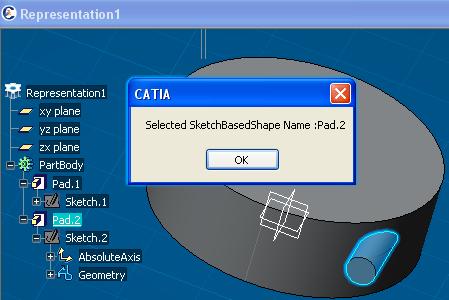 Representation1
CATIA
Selected SketchBasedShape Name :Pad.2
OK
Representation1
xy plane
yz plane
zx plane
PartBody
Pad.1
Sketch.1
Pad.2
Sketch.2
AbsoluteAxis
Geometry